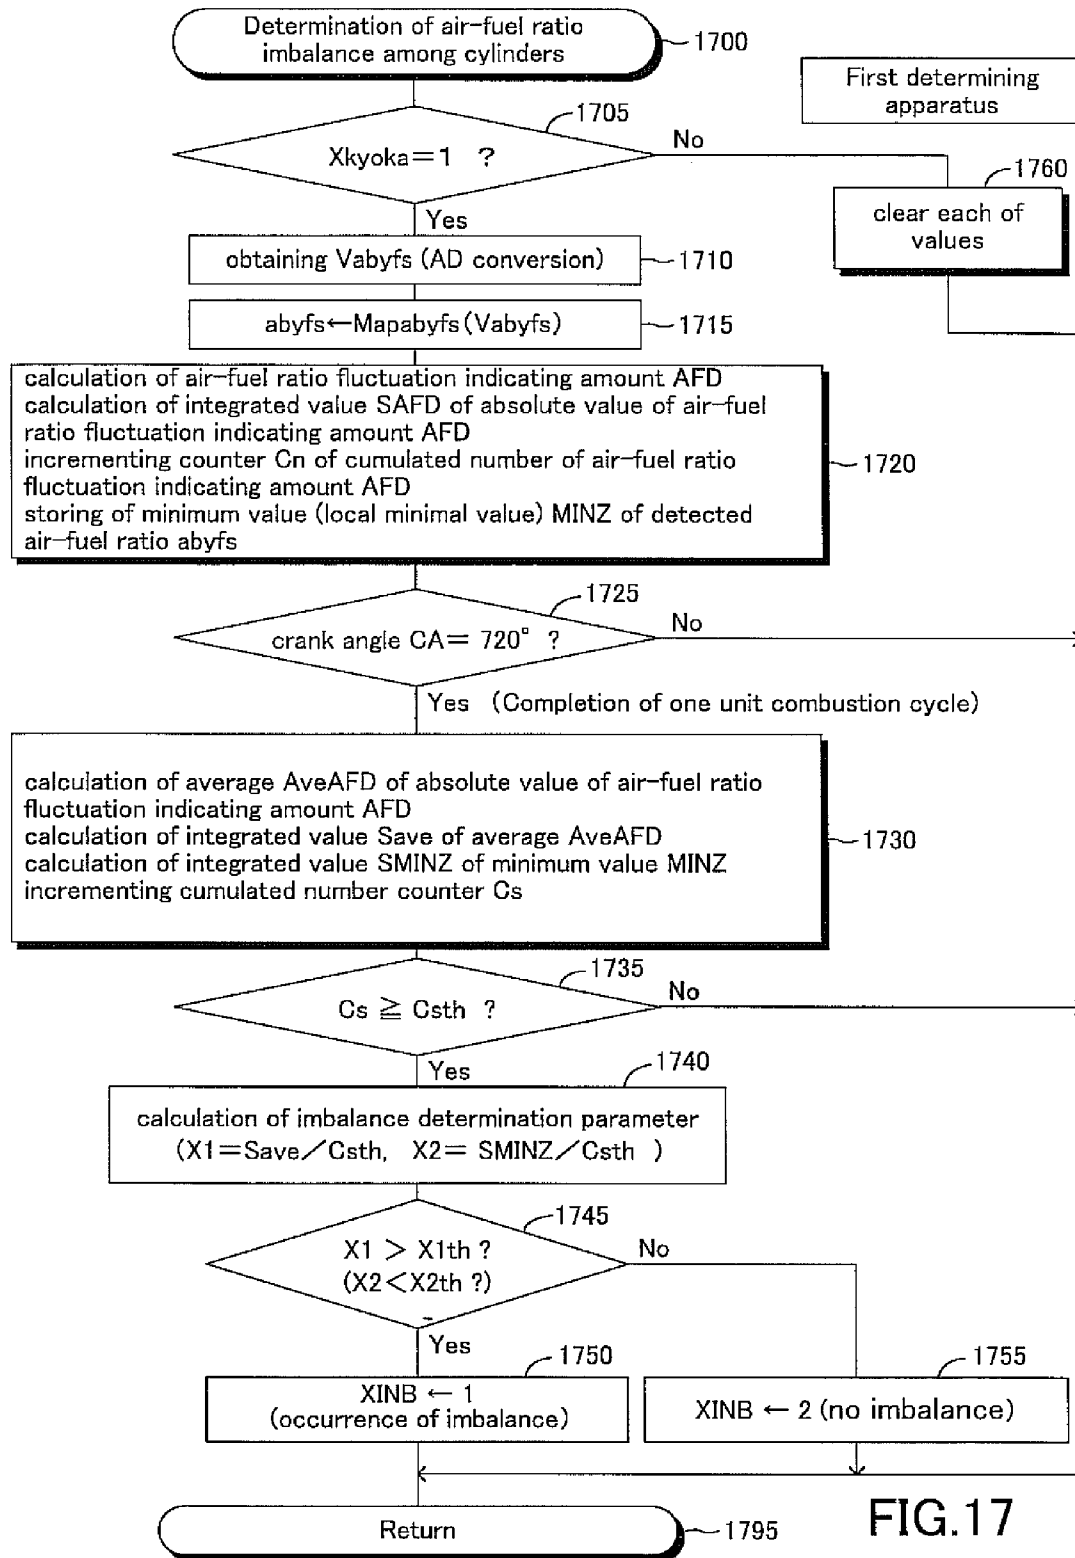 Determination of air-fuel ratio
imbalance among cylinders
1700
First determining
apparatus
1705
Xkyoka=1 ?
No
1760
clear each of
values
Yes
obtaining Vabyfs (AD conversion)
1710
abyfs←Mapabyfs(Vabyfs)
1715
calculation of air-fuel ratio fluctuation indicating amount AFD
calculation of integrated value SAFD of absolute value of air-fuel
ratio fluctuation indicating amount AFD
incrementing counter Cn of cumulated number of air-fuel ratio
fluctuation indicating amount AFD
storing of minimum value (local minimal value) MINZ of detected
air-fuel ratio abyfs
1720
1725
crank angle CA= 720° ?
No
Yes (Completion of one unit combustion cycle)
calculation of average AveAFD of absolute value of air-fuel ratio
fluctuation indicating amount AFD
calculation of integrated value Save of average AveAFD
calculation of integrated value SMINZ of minimum value MINZ
incrementing cumulated number counter Cs
1730
1735
Cs ≧ Csth ?
No
Yes
1740
calculation of imbalance determination parameter
(X1=Save/Csth, X2= SMINZ/Csth )
1745
X1 > X1th ?
(X2<X2th ?)
No
Yes
1750
XINB ← 1
(occurrence of imbalance)
1755
XINB ← 2 (no imbalance)
Return
1795
FIG.17